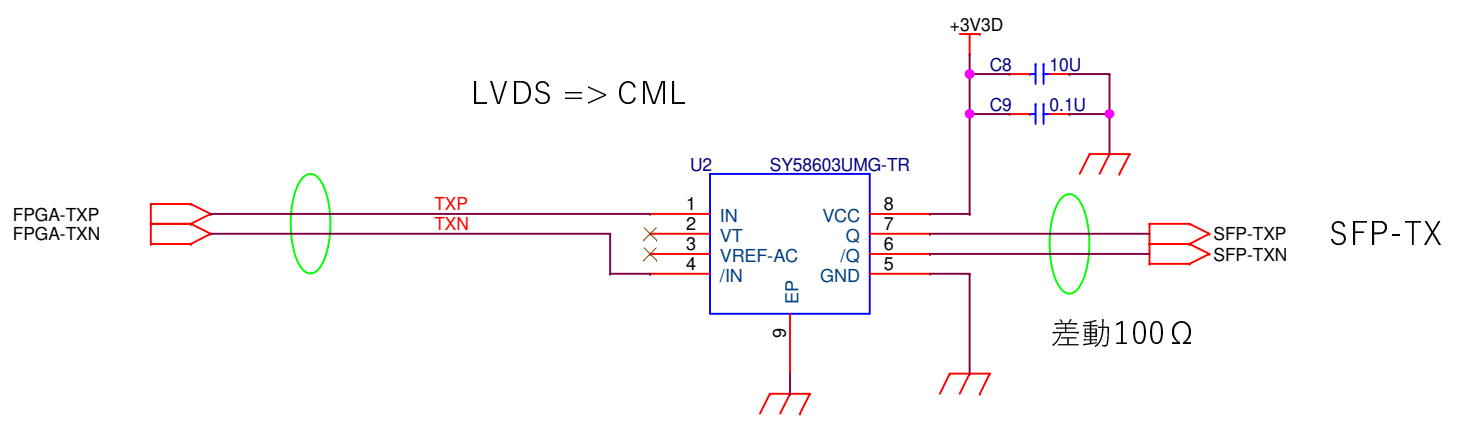 +3V3D
C8 10U
LVDS => CML
C9 0.1U
U2 SY58603UMG-TR
FPGA-TXP
FPGA-TXN
TXP
TXN
1 IN
2 VT
3 VREF-AC
4 /IN
VCC 8
Q 7
/Q 6
GND 5
EP
9
SFP-TXP
SFP-TXN
SFP-TX
差動100Ω